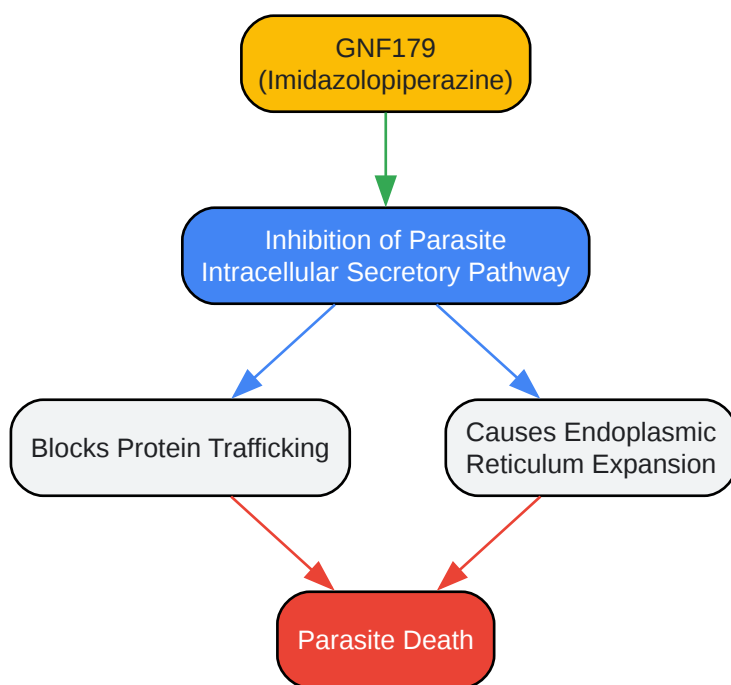 GNF179
(Imidazolopiperazine)
Inhibition of Parasite
Intracellular Secretory Pathway
Blocks Protein Trafficking
Causes Endoplasmic
Reticulum Expansion
Parasite Death